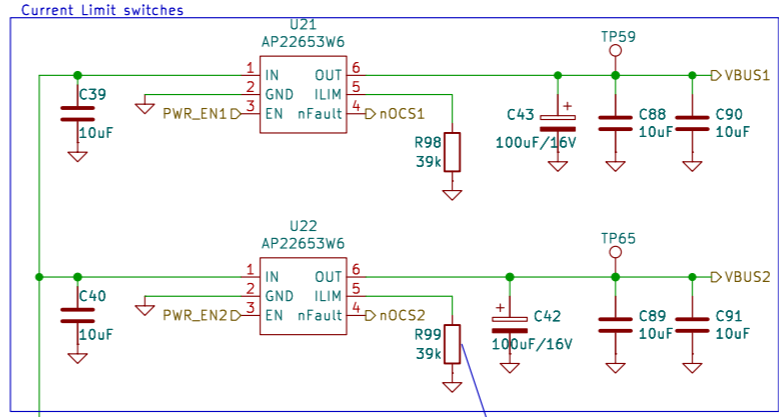 Current Limit switches
U21
AP22653W6
TP59
1 IN OUT 6
VBUS1
C39
2 GND ILIM 5
PWR_EN1 3 EN nFault 4 nOCS1
10uF
C43 +
100uF/16V
C88
10uF
C90
10uF
R98
39k
U22
AP22653W6
TP65
1 IN OUT 6
VBUS2
C40
2 GND ILIM 5
PWR_EN2 3 EN nFault 4 nOCS2
10uF
+ C42
100uF/16V
C89
10uF
C91
10uF
R99
39k